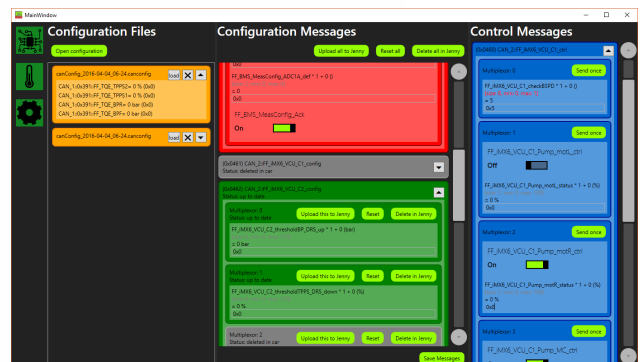 MainWindow
Configuration Files
Open configuration
canConfig_2016-04-04_06-24.canconfig
load
CAN_1:0x391:FF_TQE_TPPS2= 0 % (0x0)
CAN_1:0x391:FF_TQE_TPPS1= 0 % (0x0)
CAN_1:0x391:FF_TQE_BPR= 0 bar (0x0)
CAN_1:0x391:FF_TQE_BPF= 0 bar (0x0)
canConfig_2016-04-04_06-24.canconfig
load
Configuration Messages
Upload all to Jenny
Reset all
Delete all in Jenny
0x0
FF_BMS_MeasConfig_ADC1A_def * 1 + 0 ()
= 0
0x0
FF_BMS_MeasConfig_Ack
On
(0x0461) CAN_2:FF_iMX6_VCU_C1_config
Status: deleted in car
(0x0462) CAN_2:FF_iMX6_VCU_C2_config
Status: up to date
Multiplexor: 0
Status: up to date
Upload this to Jenny
Reset
Delete in Jenny
FF_iMX6_VCU_C2_thresholdBP_DRS_up * 1 + 0 (bar)
= 0 bar
0x0
Multiplexor: 1
Status: up to date
Upload this to Jenny
Reset
Delete in Jenny
FF_iMX6_VCU_C2_thresholdTPPS_DRS_down * 1 + 0 (%)
= 0 %
0x0
Multiplexor: 2
Status: deleted in car
Upload this to Jenny
Reset
Delete in Jenny
Save Messages
Control Messages
(0x0460) CAN_2:FF_iMX6_VCU_C1_ctrl
Multiplexor: 0
Send once
FF_iMX6_VCU_C1_checkBSPD * 1 + 0 ()
= 5
0x5
Multiplexor: 1
Send once
FF_iMX6_VCU_C1_Pump_motL_ctrl
Off
FF_iMX6_VCU_C1_Pump_motL_status * 1 + 0 (%)
= 0 %
0x0
Multiplexor: 2
Send once
FF_iMX6_VCU_C1_Pump_motR_ctrl
On
FF_iMX6_VCU_C1_Pump_motR_status * 1 + 0 (%)
= 0 %
0x0
Multiplexor: 3
Send once
FF_iMX6_VCU_C1_Pump_MC_ctrl